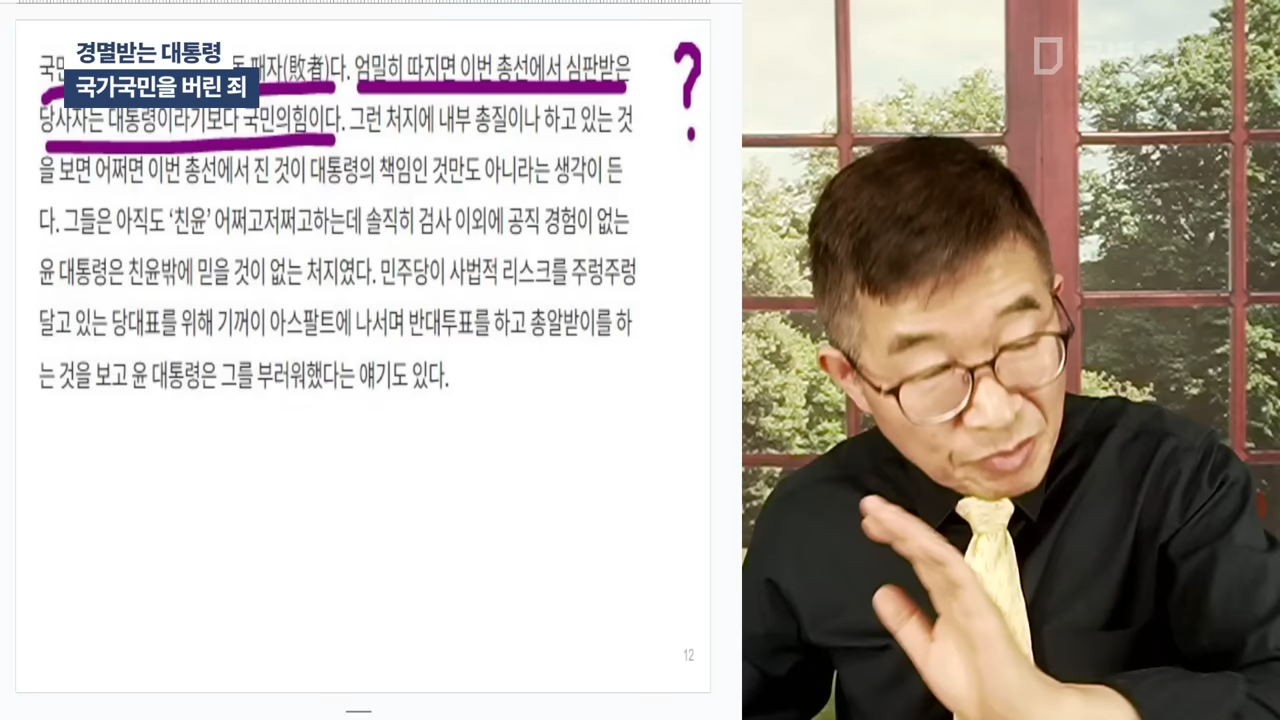 경멸받는 대통령
국가국민을 버린 죄
패자(敗者)다. 엄밀히 따지면 이번 총선에서 심판받은
당사자는 대통령이라기보다 국민의힘이다. 그런 처지에 내부 총질이나 하고 있는 것
을 보면 어쩌면 이번 총선에서 진 것이 대통령의 책임인 것만도 아니라는 생각이 든
다. 그들은 아직도 ‘친윤’ 어쩌고저쩌고하는데 솔직히 검사 이외에 공직 경험이 없는
윤 대통령은 친윤밖에 믿을 것이 없는 처지였다. 민주당이 사법적 리스크를 주렁주렁
달고 있는 당대표를 위해 기꺼이 아스팔트에 나서며 반대투표를 하고 총알받이를 하
는 것을 보고 윤 대통령은 그를 부러워했다는 얘기도 있다.
?
12